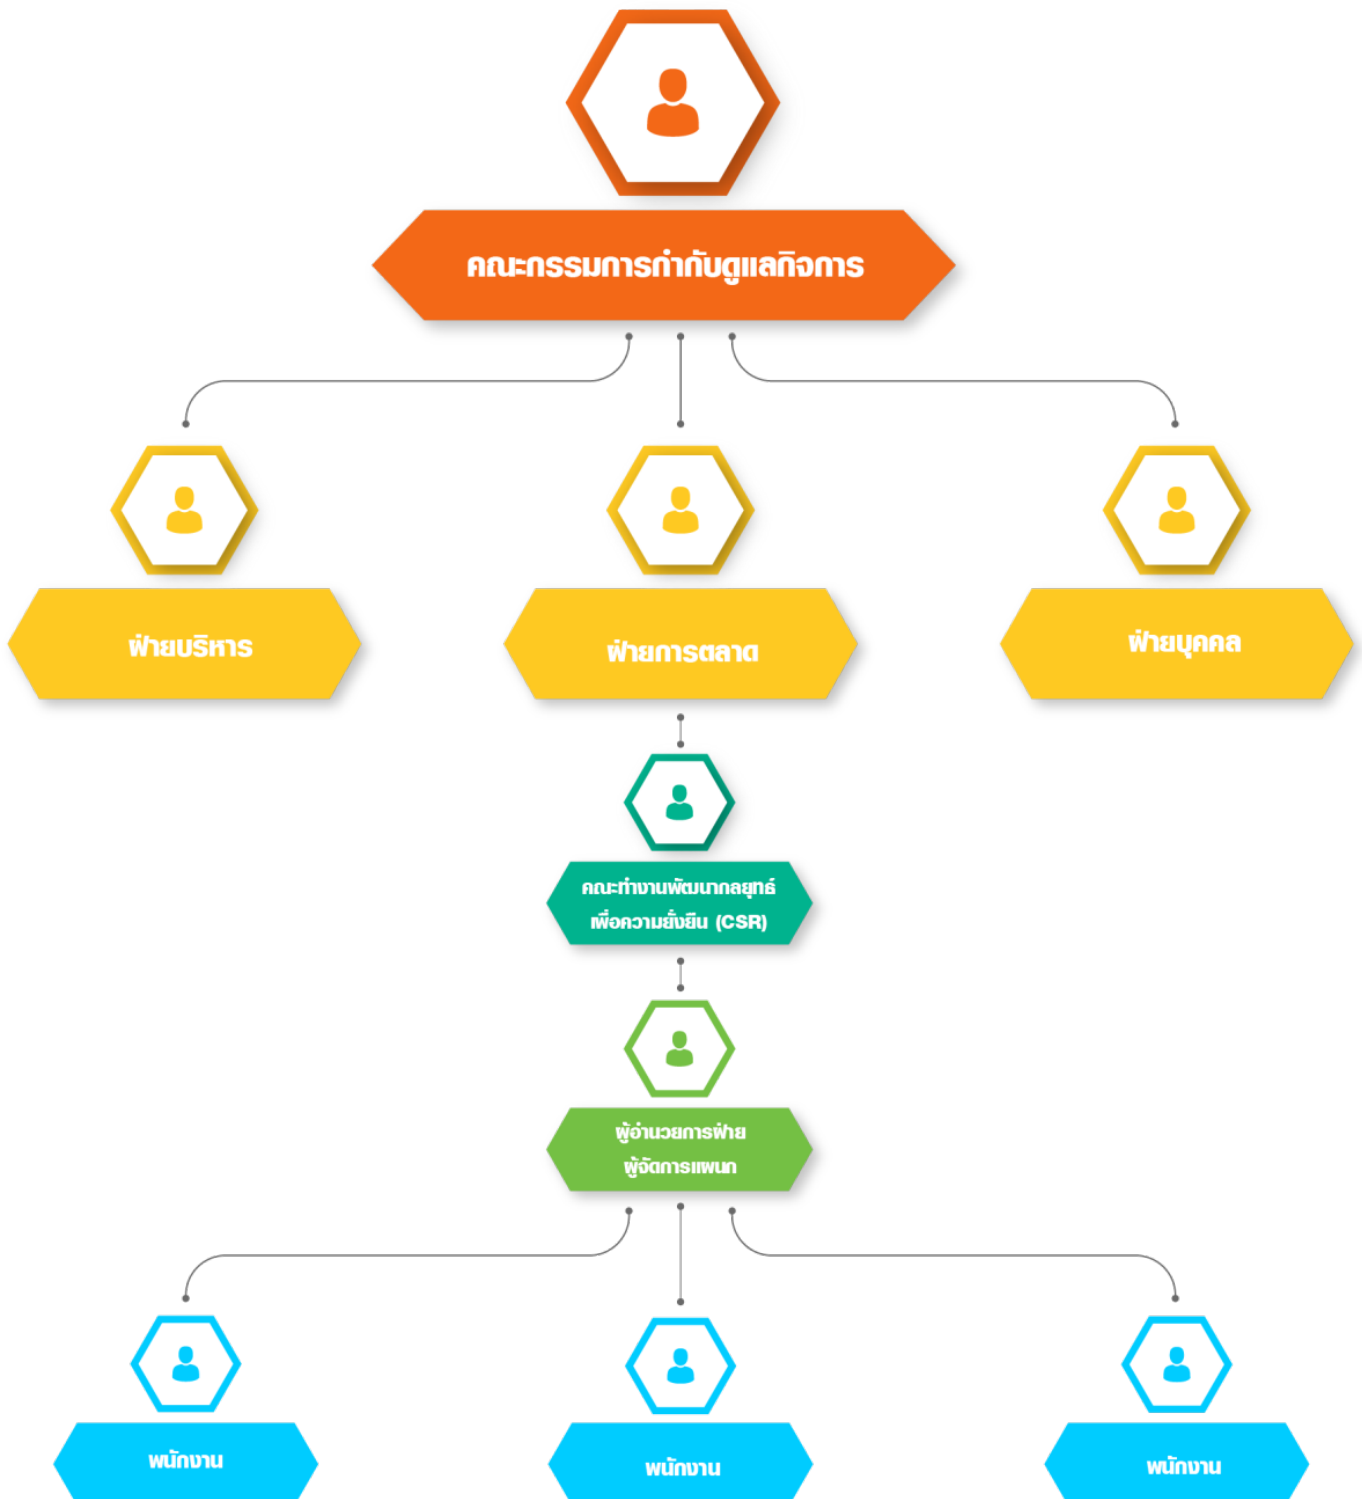 คณะกรรมการกำกับดูแลกิจการ
ฝ่ายบริหาร
ฝ่ายการตลาด
ฝ่ายบุคคล
คณะทำงานพัฒนากลยุทธ์
เพื่อความยั่งยืน (CSR)
ผู้อำนวยการฝ่าย
ผู้จัดการแผนก
พนักงาน
พนักงาน
พนักงาน